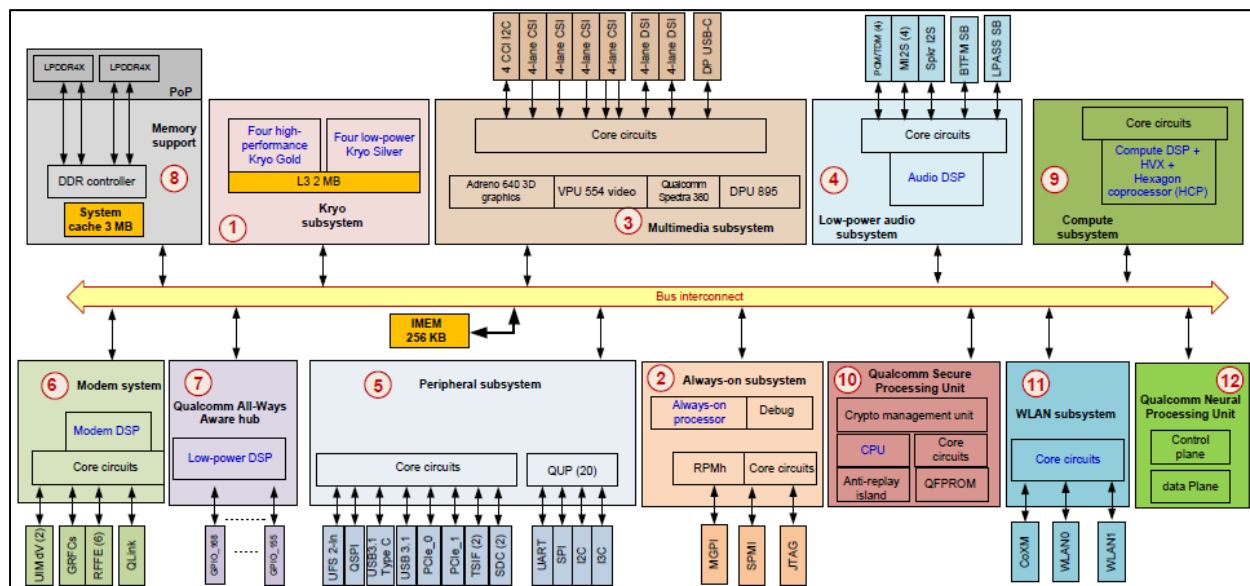 4 CCI I2C
4-lane CSI
4-lane CSI
4-lane CSI
4-lane CSI
4-lane DSI
4-lane DSI
DP USB-C
PCM/TDM (4)
MI2S (4)
Spkr I2S
BTFM SB
LPASS SB
LPDDR4X
LPDDR4X
PoP
Memory
support
8
DDR controller
System
cache 3 MB
Four high-
performance
Kryo Gold
Four low-power
Kryo Silver
L3 2 MB
Kryo
subsystem
1
Core circuits
Adreno 640 3D
graphics
VPU 554 video
Qualcomm
Spectra 380
DPU 895
3
Multimedia subsystem
Core circuits
4
Audio DSP
Low-power audio
subsystem
Core circuits
9
Compute DSP +
HVX +
Hexagon
coprocessor (HCP)
Compute
subsystem
Bus interconnect
IMEM
256 KB
6
Modem system
Modem DSP
Core circuits
UIMdV (2)
GRFCs
RFFE (6)
QLink
7
Qualcomm All-Ways
Aware hub
Low-power DSP
GPIO_168
GPIO_155
5
Peripheral subsystem
Core circuits
QUP (20)
UFS 2-ln
QSPI
USB3.1
Type C
USB 3.1
PCIe_0
PCIe_1
TSIF (2)
SDC (2)
UART
SPI
I2C
I3C
2
Always-on subsystem
Always-on
processor
Debug
RPMh
Core circuits
MGPI
SPMI
JTAG
10
Qualcomm Secure
Processing Unit
Crypto management unit
CPU
Core
circuits
Anti-replay
island
QFPROM
11
WLAN subsystem
Core circuits
CoXM
WLAN0
WLAN1
12
Qualcomm Neural
Processing Unit
Control
plane
data Plane